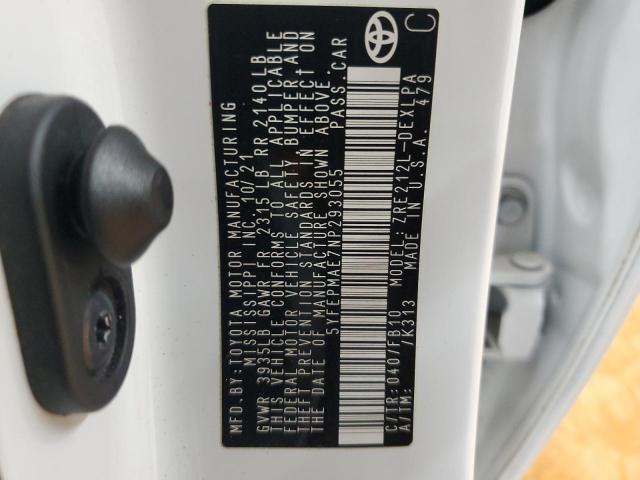 MFD.BY: TOYOTA MOTOR MANUFACTURING
MISSISSIPPI INC. 10/21
GVWR 3935LB GAWR FR 2315 LB RR 2140LB
THIS VEHICLE CONFORMS TO ALL APPLICABLE
FEDERAL MOTOR VEHICLE SAFETY BUMPER AND
THEFT PREVENTION STANDARDS IN EFFECT ON
THE DATE OF MANUFACTURE SHOWN ABOVE.
5YFEPMAE7NP293055 PASS.CAR
C/TR: 040/FB10 MODEL: ZRE212L-DEXLPA
A/TM: /K313 MADE IN U.S.A. 479
C